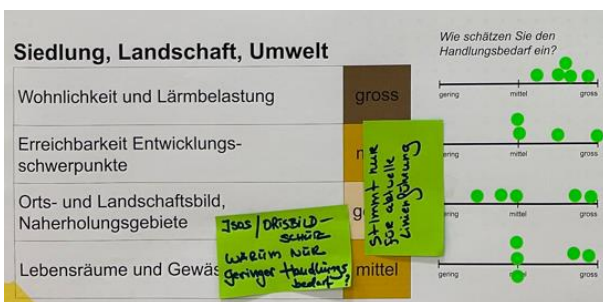 Wie schätzen Sie den
Handlungsbedarf ein?
Siedlung, Landschaft, Umwelt
Wohnlichkeit und Lärmbelastung
gross
gering mittel gross
Erreichbarkeit Entwicklungs-
schwerpunkte
ering mittel gross
Stimmt nur
für aktuelle
Linienführung
Orts- und Landschaftsbild,
Naherholungsgebiete
g
gering mittel gross
Isos / ORTSBILD-
SCHUTZ
WARUM NUR
geringer Handlungs
bedarf?
Lebensräume und Gewäs
mittel
gering mittel gross